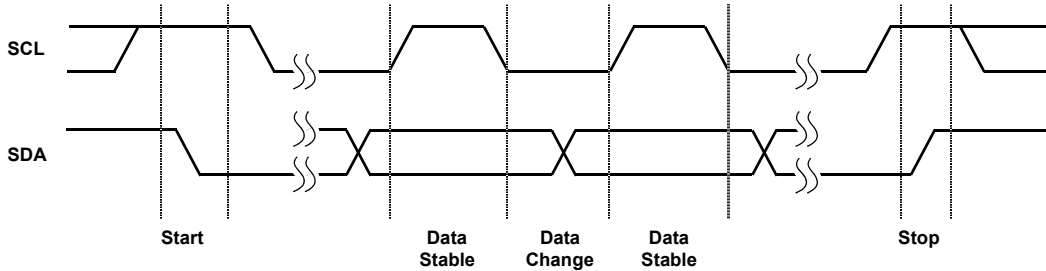 SCL
SDA
Start
Data
Stable
Data
Change
Data
Stable
Stop